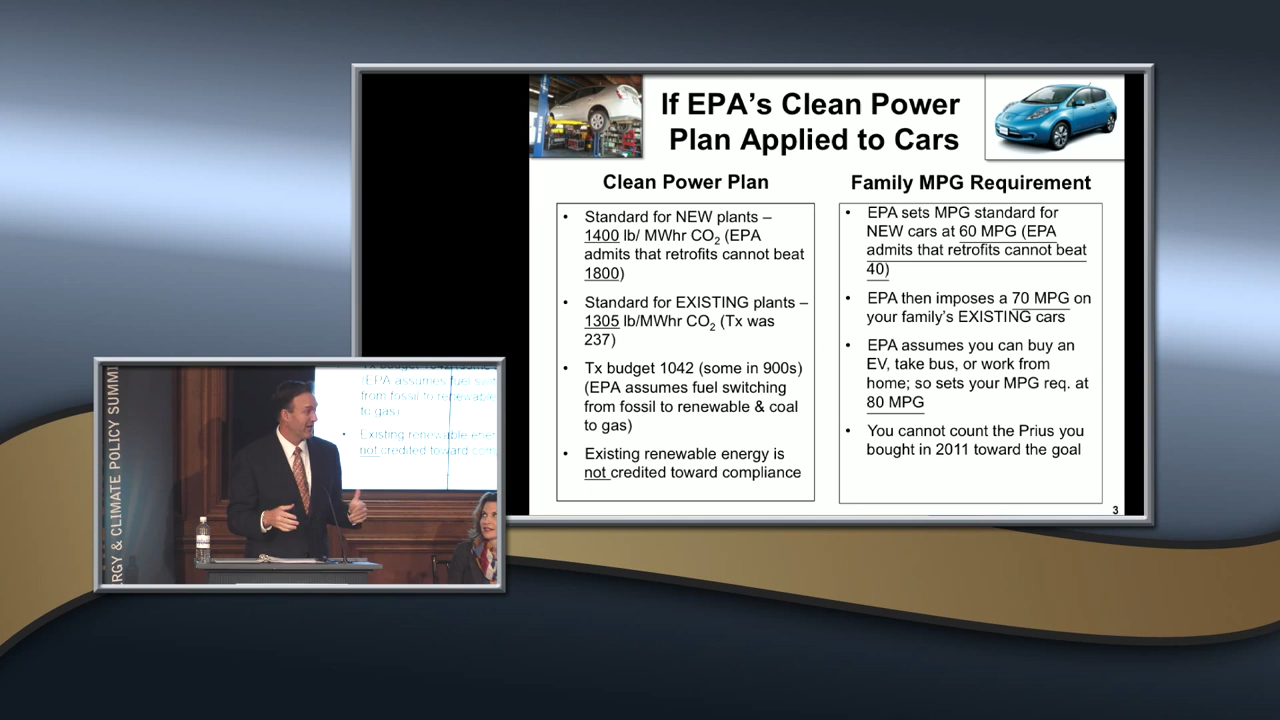 If EPA's Clean Power
Plan Applied to Cars
Clean Power Plan
• Standard for NEW plants –
1400 lb/ MWhr CO₂ (EPA
admits that retrofits cannot beat
1800)
• Standard for EXISTING plants –
1305 lb/MWhr CO₂ (Tx was
237)
• Tx budget 1042 (some in 900s)
(EPA assumes fuel switching
from fossil to renewable & coal
to gas)
• Existing renewable energy is
not credited toward compliance
Family MPG Requirement
• EPA sets MPG standard for
NEW cars at 60 MPG (EPA
admits that retrofits cannot beat
40)
• EPA then imposes a 70 MPG on
your family's EXISTING cars
• EPA assumes you can buy an
EV, take bus, or work from
home; so sets your MPG req. at
80 MPG
• You cannot count the Prius you
bought in 2011 toward the goal
3
RGY & CLIMATE POLICY SUMMI
(EPA assumes fuel swit
from fossil to renewable
to gas)
• Existing renewable ener
not credited toward com